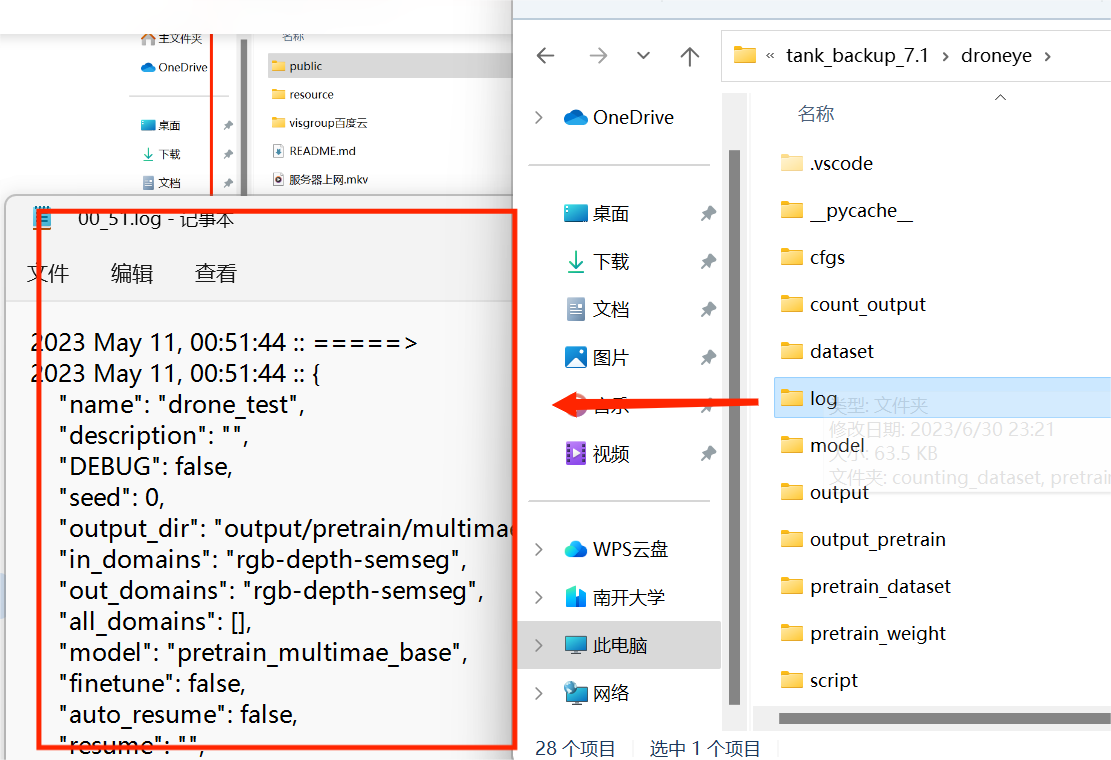 主文件夹
OneDrive
桌面
下载
文档
名称
public
resource
visgroup百度云
README.md
服务器上网.mkv
00_51.log - 记事本
文件 编辑 查看
2023 May 11, 00:51:44 :: =====>
2023 May 11, 00:51:44 :: {
"name": "drone_test",
"description": "",
"DEBUG": false,
"seed": 0,
"output_dir": "output/pretrain/multimae
"in_domains": "rgb-depth-semseg",
"out_domains": "rgb-depth-semseg",
"all_domains": [],
"model": "pretrain_multimae_base",
"finetune": false,
"auto_resume": false,
"resume": "",
« tank_backup_7.1 › droneye ›
OneDrive
桌面
下载
文档
图片
音乐
视频
WPS云盘
南开大学
此电脑
网络
名称
.vscode
__pycache__
cfgs
count_output
dataset
log
类型: 文件夹
修改日期: 2023/6/30 23:21
model
大小: 63.5 KB
文件夹: counting_dataset, pretrain
output
output_pretrain
pretrain_dataset
pretrain_weight
script
28 个项目 选中 1 个项目